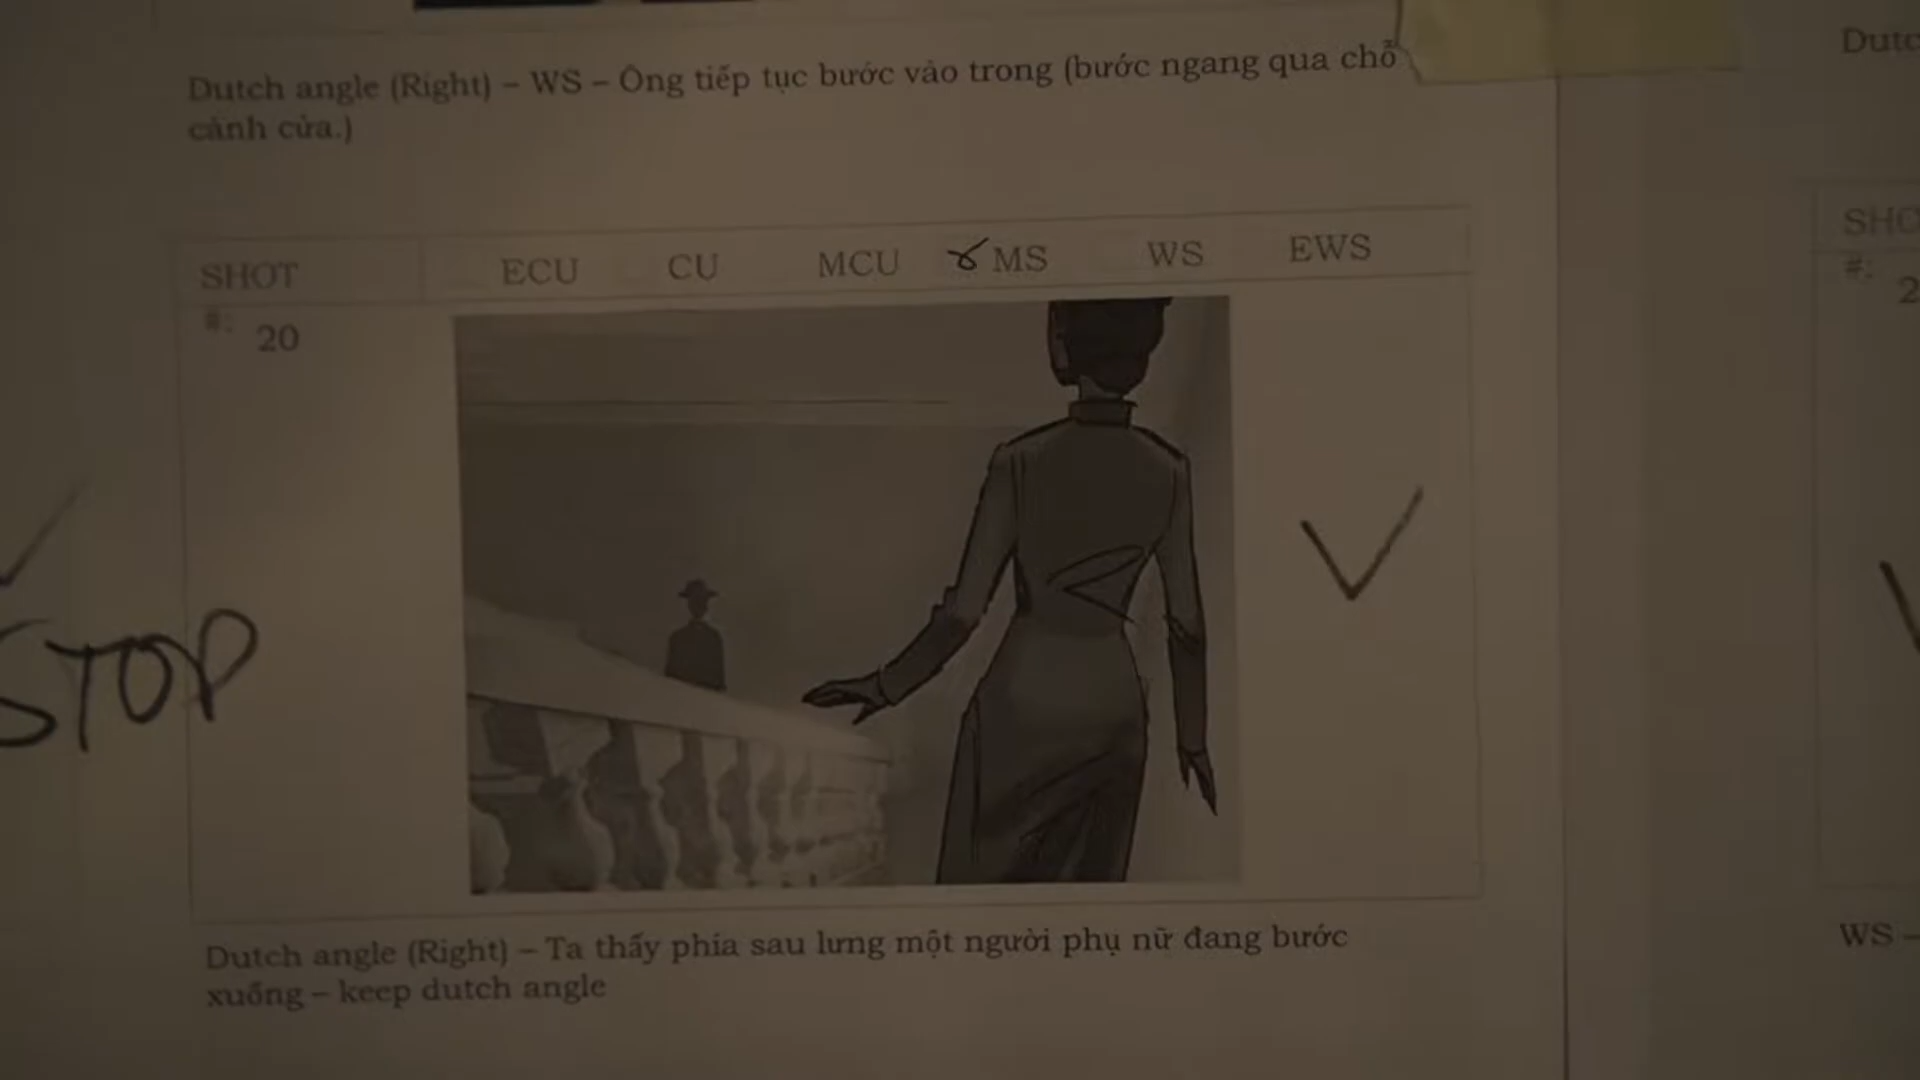 Dutch angle (Right) – WS – Ông tiếp tục bước vào trong (bước ngang qua chỗ
cánh cửa.)
SHOT ECU CU MCU MS WS EWS
#: 20
STOP
Dutch angle (Right) – Ta thấy phía sau lưng một người phụ nữ đang bước
xuống – keep dutch angle
#: 2
WS –